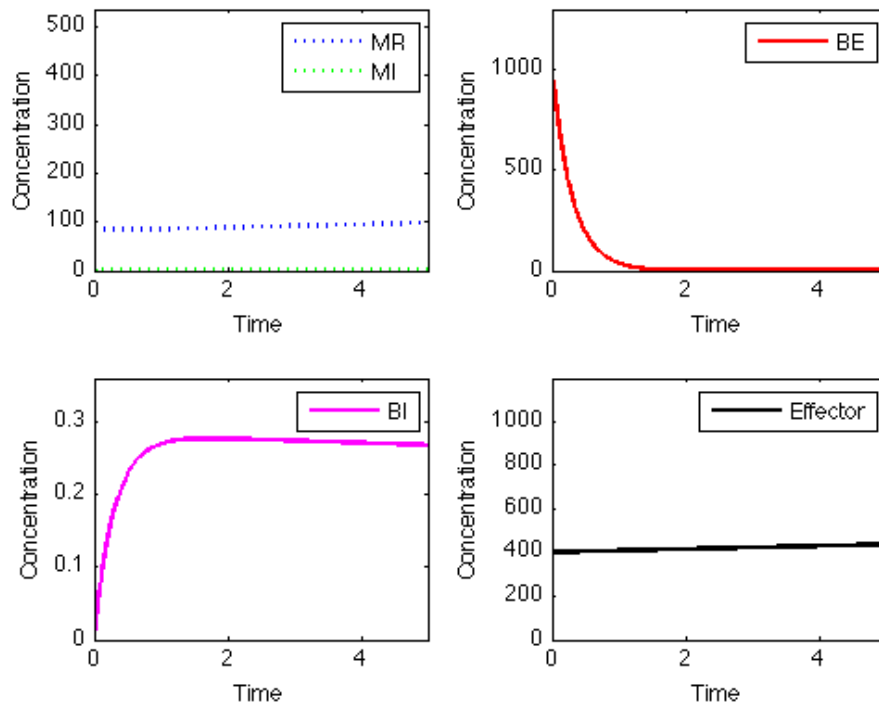 500
400
300
200
100
0
Concentration
0 2 4
Time
MR
MI
1000
500
0
Concentration
0 2 4
Time
BE
0.3
0.2
0.1
0
Concentration
0 2 4
Time
BI
1000
800
600
400
200
0
Concentration
0 2 4
Time
Effector